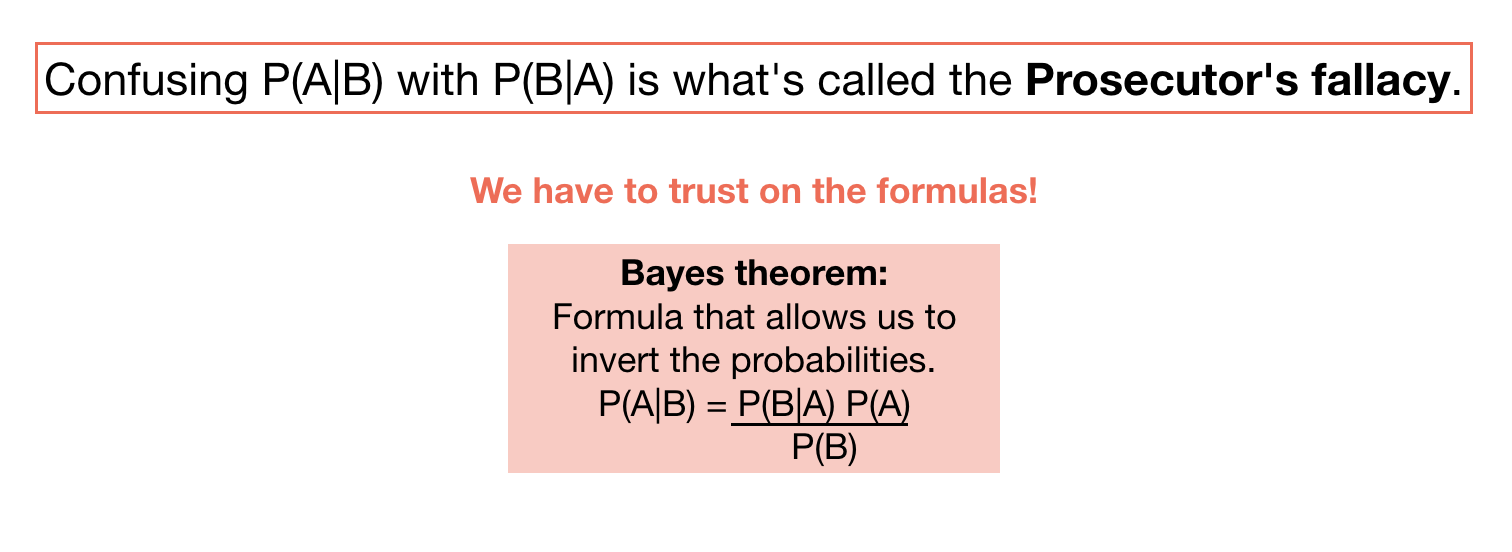 Confusing P(A|B) with P(B|A) is what's called the Prosecutor's fallacy.
We have to trust on the formulas!
Bayes theorem:
Formula that allows us to
invert the probabilities.
P(A|B) = P(B|A) P(A)
P(B)